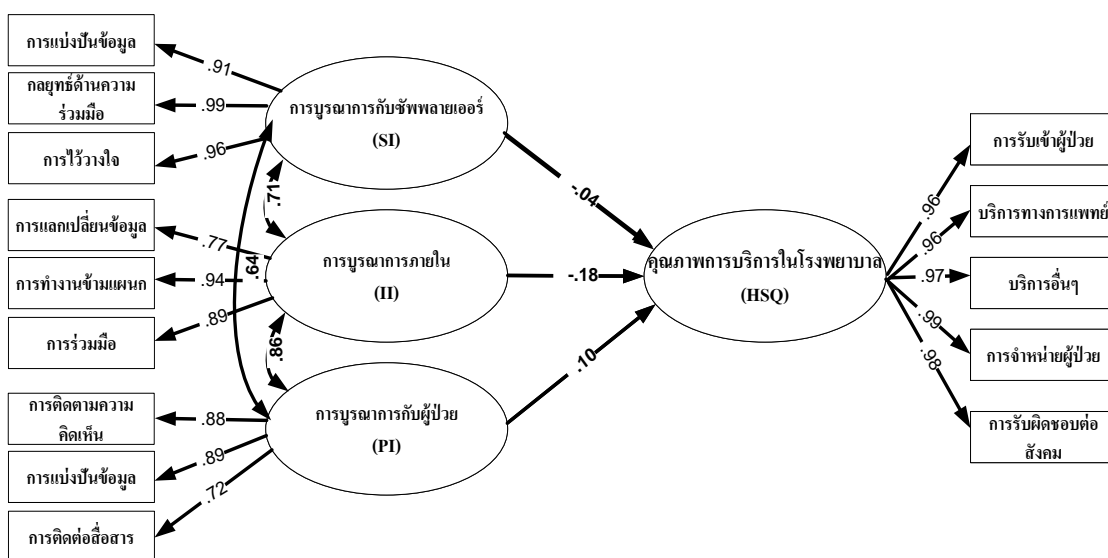 การแบ่งปันข้อมูล
กลยุทธ์ด้านความ
ร่วมมือ
การไว้วางใจ
การแลกเปลี่ยนข้อมูล
การทำงานข้ามแผนก
การร่วมมือ
การติดตามความ
คิดเห็น
การแบ่งปันข้อมูล
การติดต่อสื่อสาร
.91
.99
.96
.77
.94
.89
.88
.89
.72
การบูรณาการกับซัพพลายเออร์
(SI)
การบูรณาการภายใน
(II)
การบูรณาการกับผู้ป่วย
(PI)
.71
.64
.86
-.04
-.18
.10
คุณภาพการบริการในโรงพยาบาล
(HSQ)
.96
.96
.97
.99
.98
การรับเข้าผู้ป่วย
บริการทางการแพทย์
บริการอื่นๆ
การจำหน่ายผู้ป่วย
การรับผิดชอบต่อ
สังคม